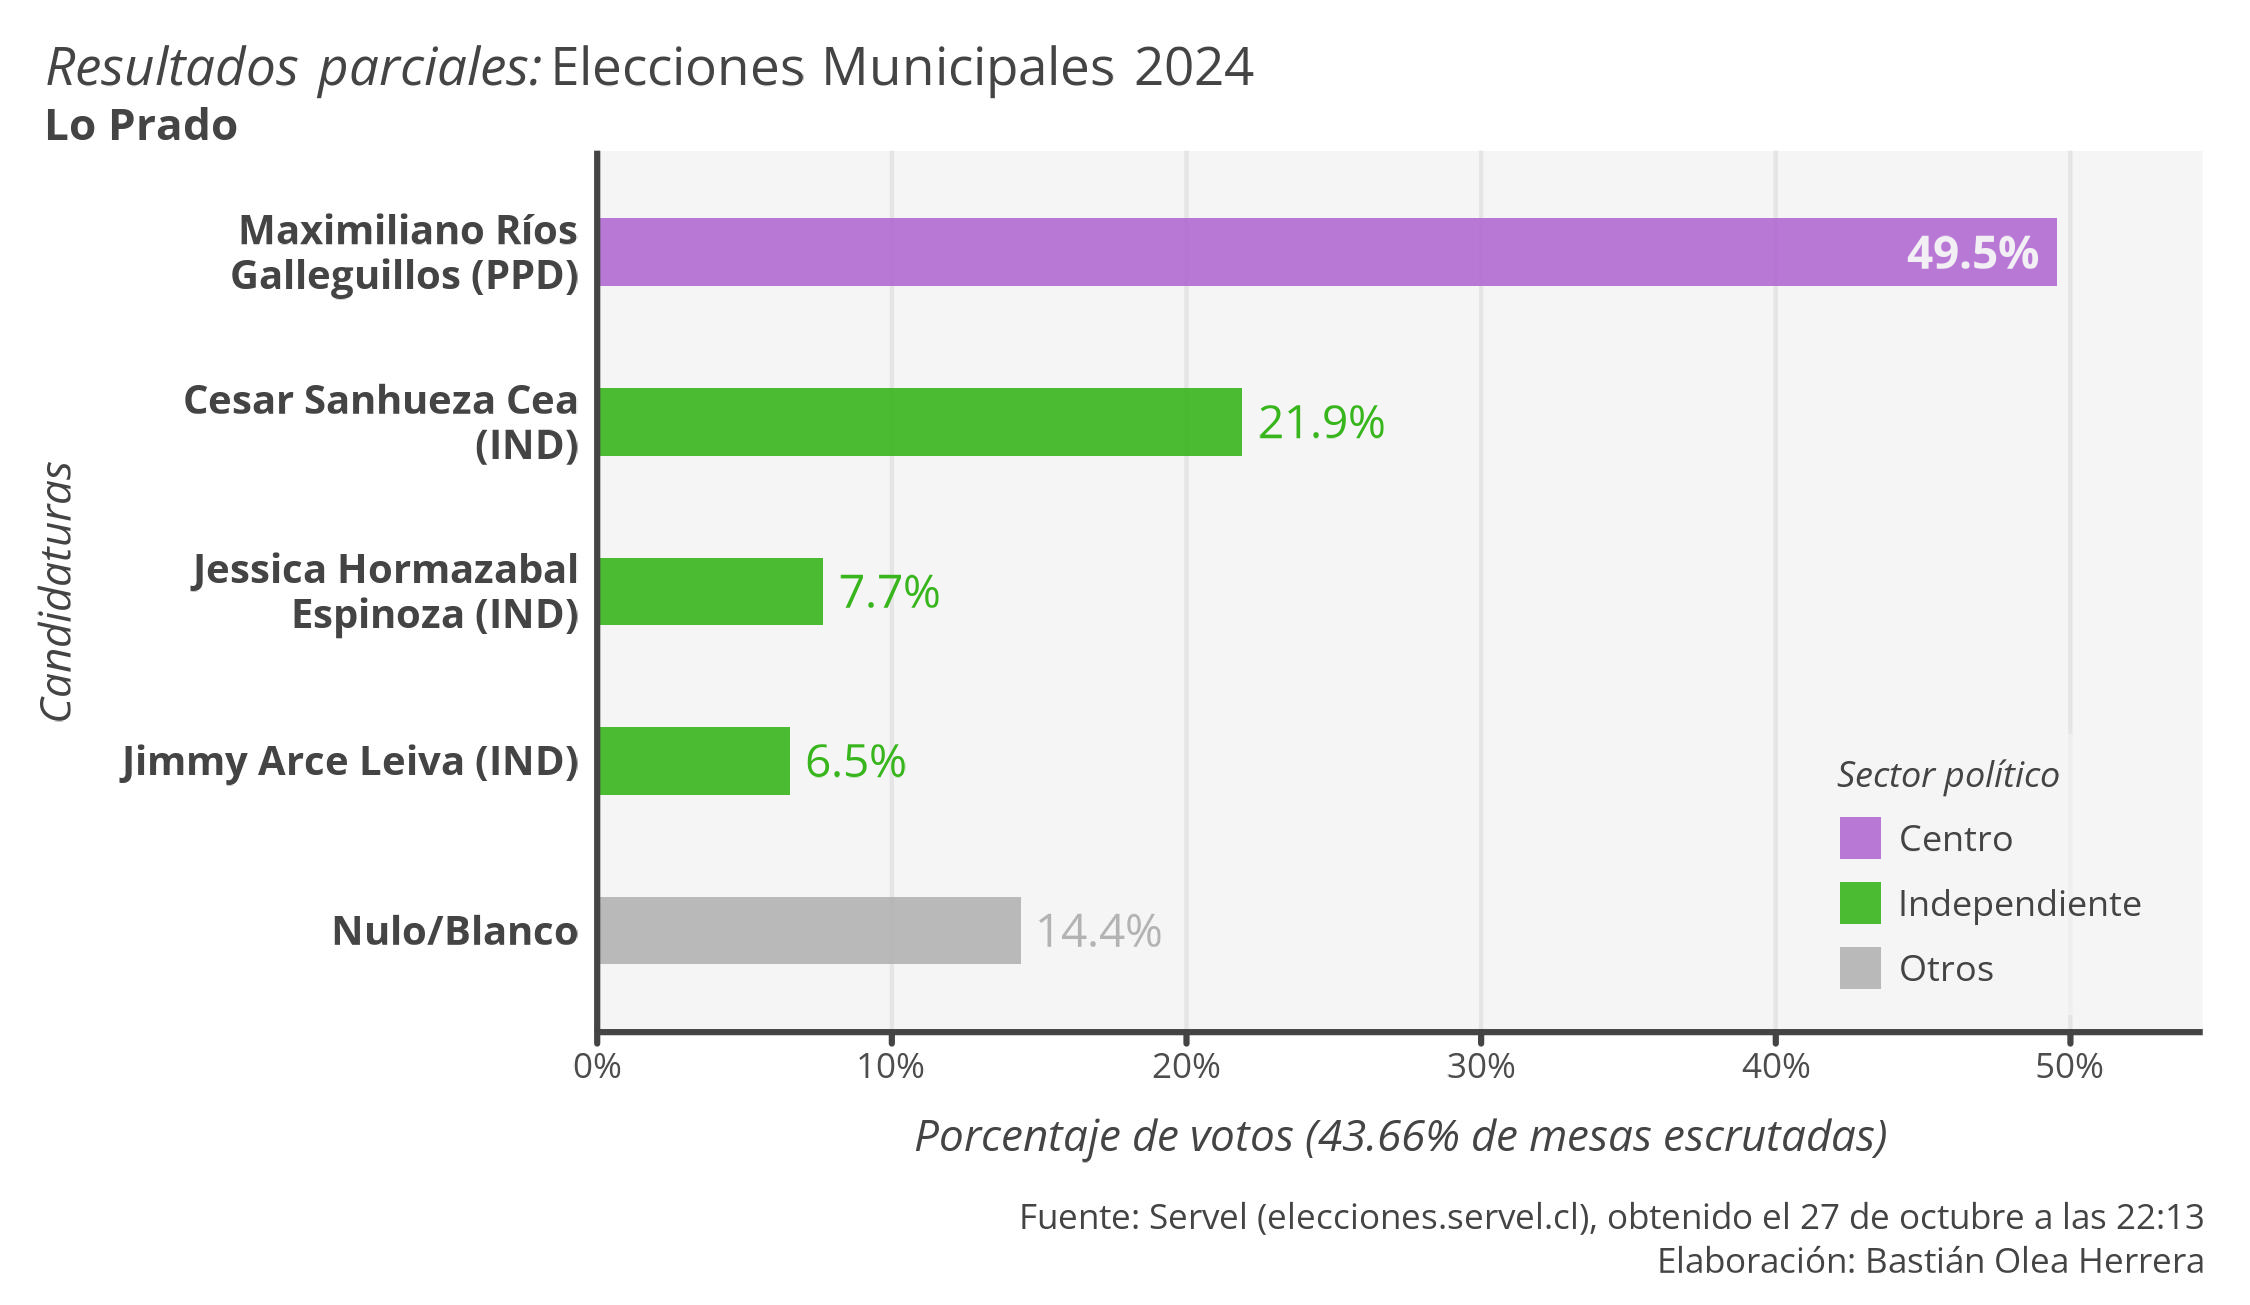 Resultados parciales: Elecciones Municipales 2024
Lo Prado
Candidaturas
Maximiliano Ríos
Galleguillos (PPD)
49.5%
Cesar Sanhueza Cea
(IND)
21.9%
Jessica Hormazabal
Espinoza (IND)
7.7%
Jimmy Arce Leiva (IND)
6.5%
Nulo/Blanco
14.4%
Sector político
Centro
Independiente
Otros
0% 10% 20% 30% 40% 50%
Porcentaje de votos (43.66% de mesas escrutadas)
Fuente: Servel (elecciones.servel.cl), obtenido el 27 de octubre a las 22:13
Elaboración: Bastián Olea Herrera